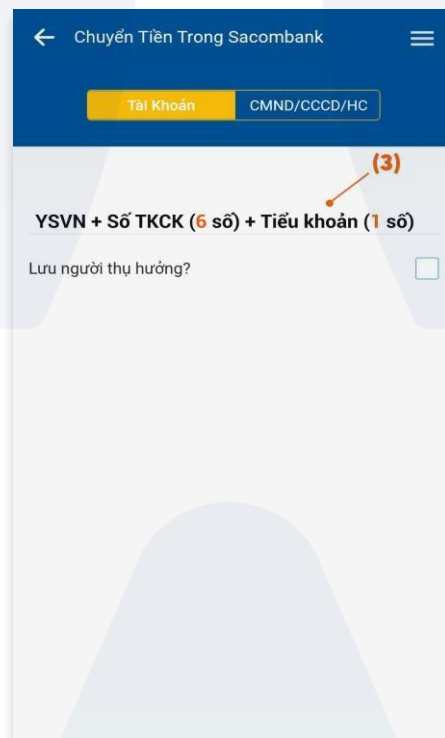 Chuyển Tiền Trong Sacombank
Tài Khoản CMND/CCCD/HC
(3)
YSVN + Số TKCK (6 số) + Tiểu khoản (1 số)
Lưu người thụ hưởng?